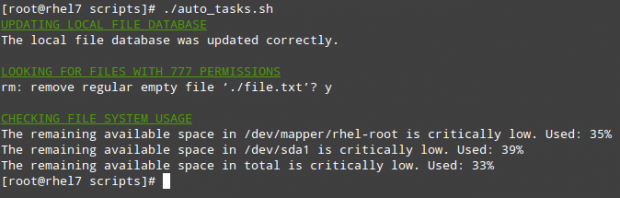 [root@rhel7 scripts]# ./auto_tasks.sh
UPDATING LOCAL FILE DATABASE
The local file database was updated correctly.
LOOKING FOR FILES WITH 777 PERMISSIONS
rm: remove regular empty file ‘./file.txt’? y
CHECKING FILE SYSTEM USAGE
The remaining available space in /dev/mapper/rhel-root is critically low. Used: 35%
The remaining available space in /dev/sda1 is critically low. Used: 39%
The remaining available space in total is critically low. Used: 33%
[root@rhel7 scripts]#